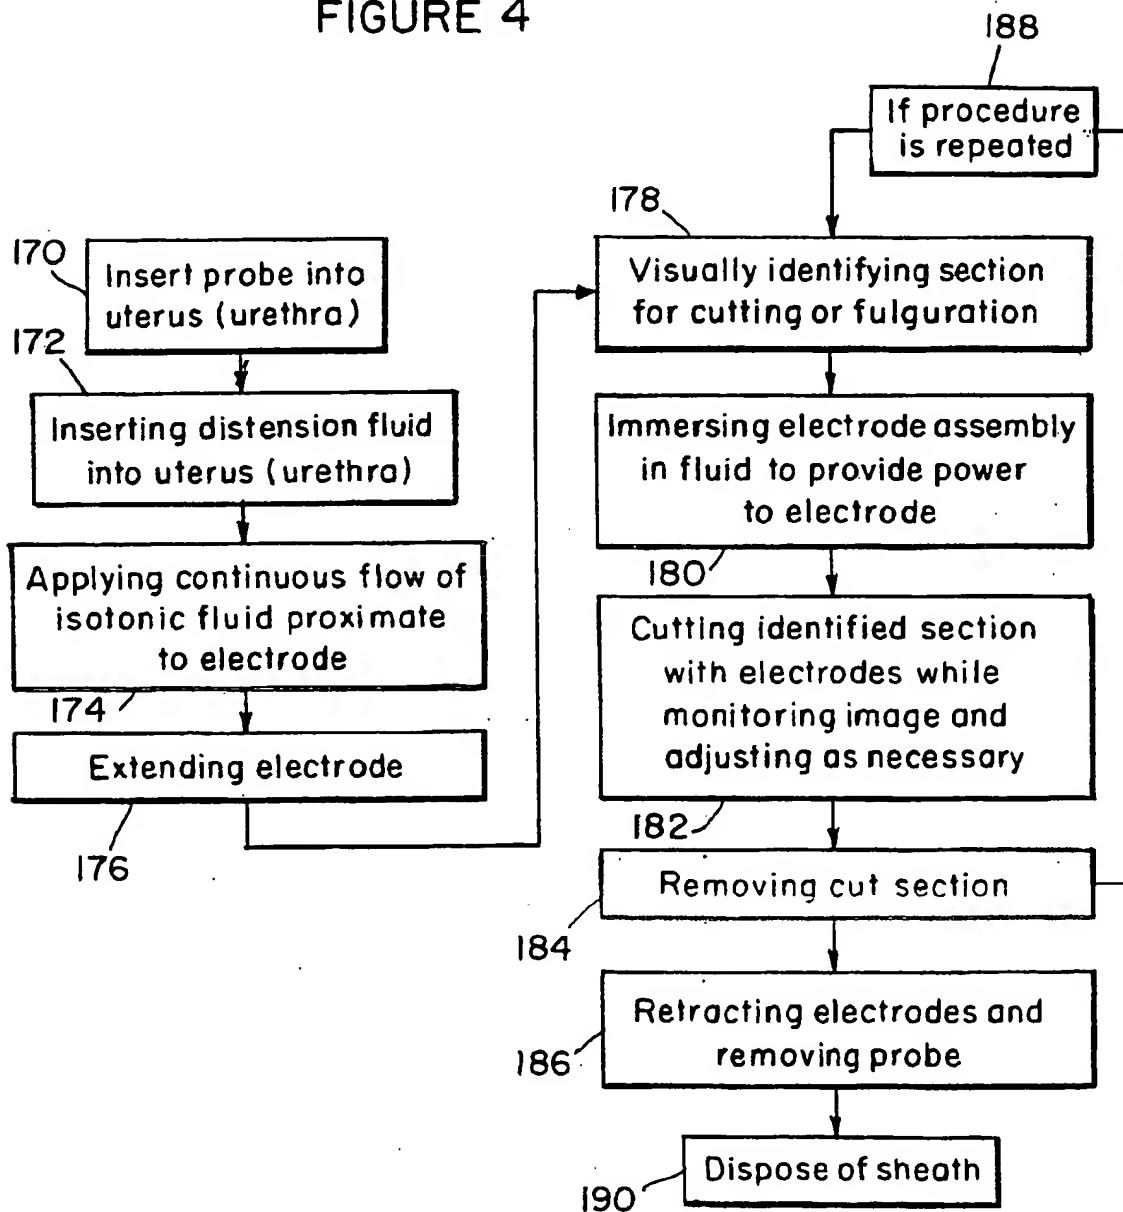 FIGURE 4
170
Insert probe into
uterus (urethra)
172
Inserting distension fluid
into uterus (urethra)
Applying continuous flow of
isotonic fluid proximate
to electrode
174
Extending electrode
176
188
If procedure
is repeated
178
Visually identifying section
for cutting or fulguration
Immersing electrode assembly
in fluid to provide power
to electrode
180
Cutting identified section
with electrodes while
monitoring image and
adjusting as necessary
182
Removing cut section
184
Retracting electrodes and
removing probe
186
Dispose of sheath
190